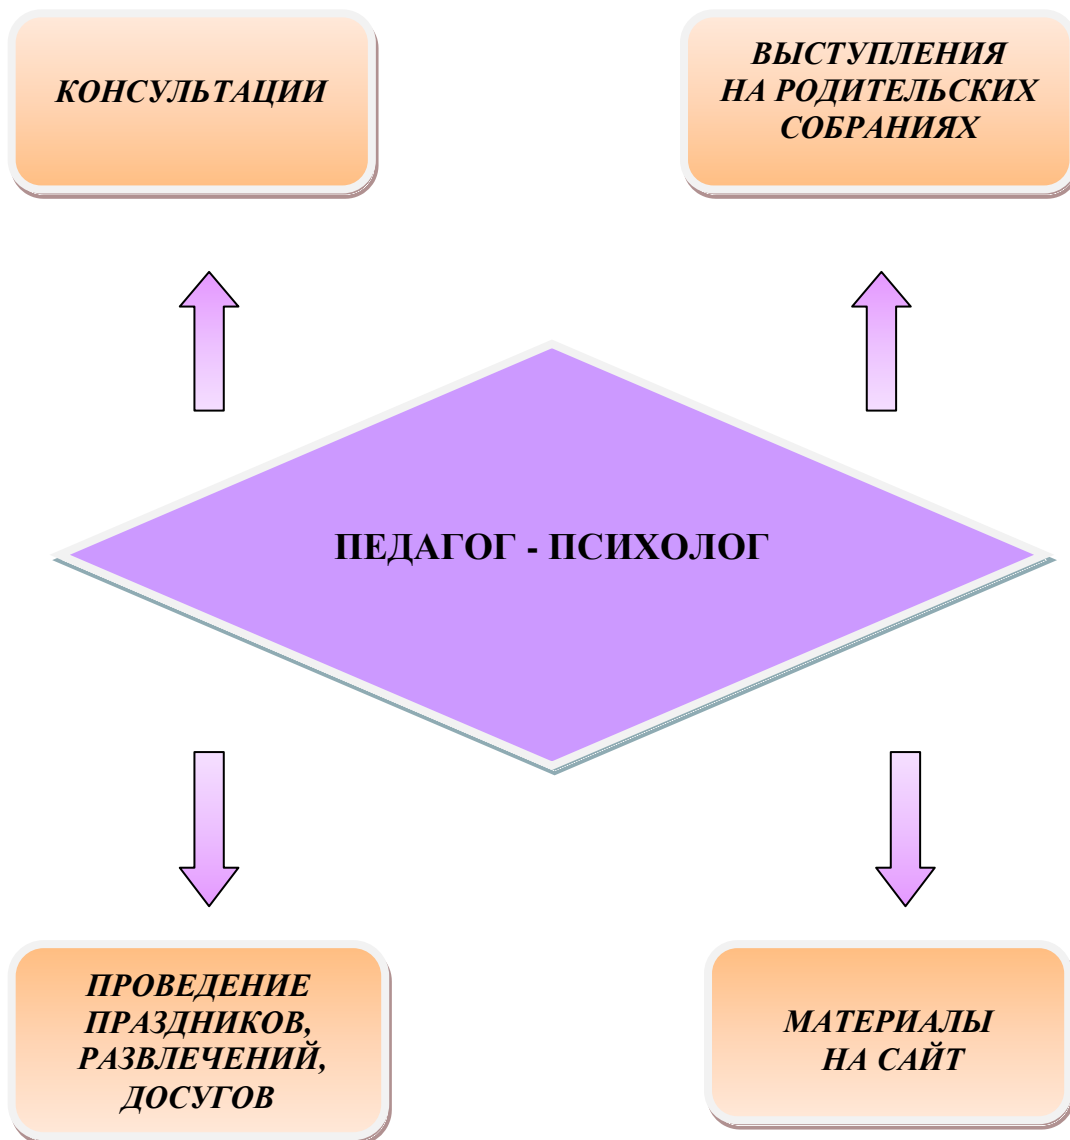 КОНСУЛЬТАЦИИ
ВЫСТУПЛЕНИЯ
НА РОДИТЕЛЬСКИХ
СОБРАНИЯХ
ПЕДАГОГ - ПСИХОЛОГ
ПРОВЕДЕНИЕ
ПРАЗДНИКОВ,
РАЗВЛЕЧЕНИЙ,
ДОСУГОВ
МАТЕРИАЛЫ
НА САЙТ